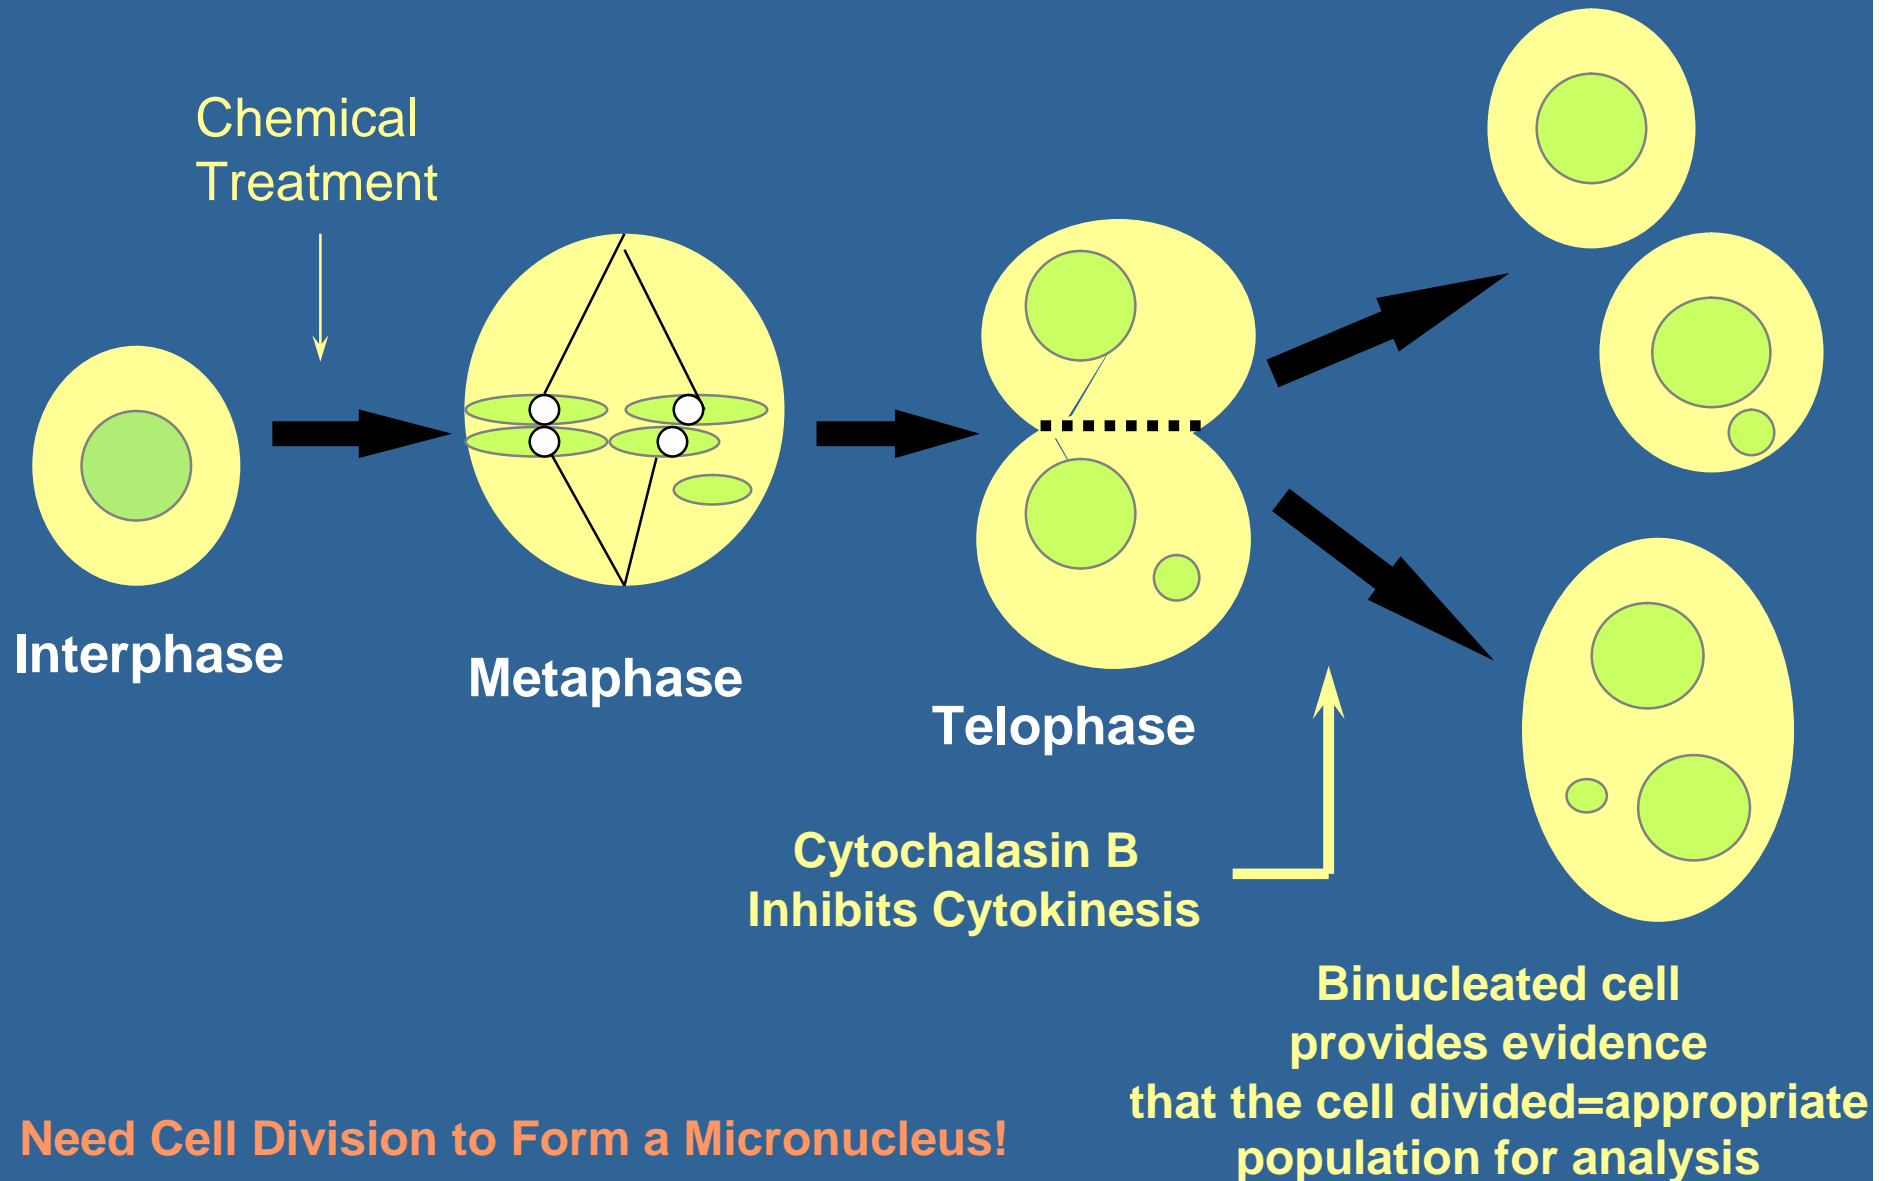 Chemical
Treatment
Interphase
Metaphase
Telophase
Cytochalasin B
Inhibits Cytokinesis
Binucleated cell
provides evidence
that the cell divided=appropriate
population for analysis
Need Cell Division to Form a Micronucleus!